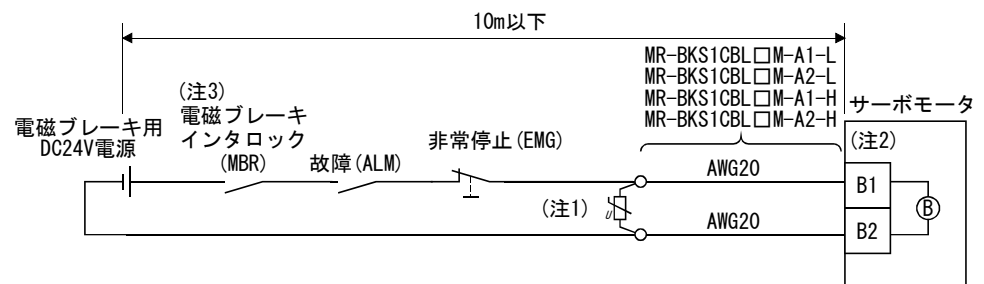 10m以下
MR-BKS1CBL□M-A1-L
MR-BKS1CBL□M-A2-L
MR-BKS1CBL□M-A1-H
MR-BKS1CBL□M-A2-H
サーボモータ
(注3)
電磁ブレーキ
インタロック
(MBR)
電磁ブレーキ用
DC24V電源
故障(ALM)
非常停止(EMG)
(注2)
AWG20
B1
(注1)
U
B
AWG20
B2